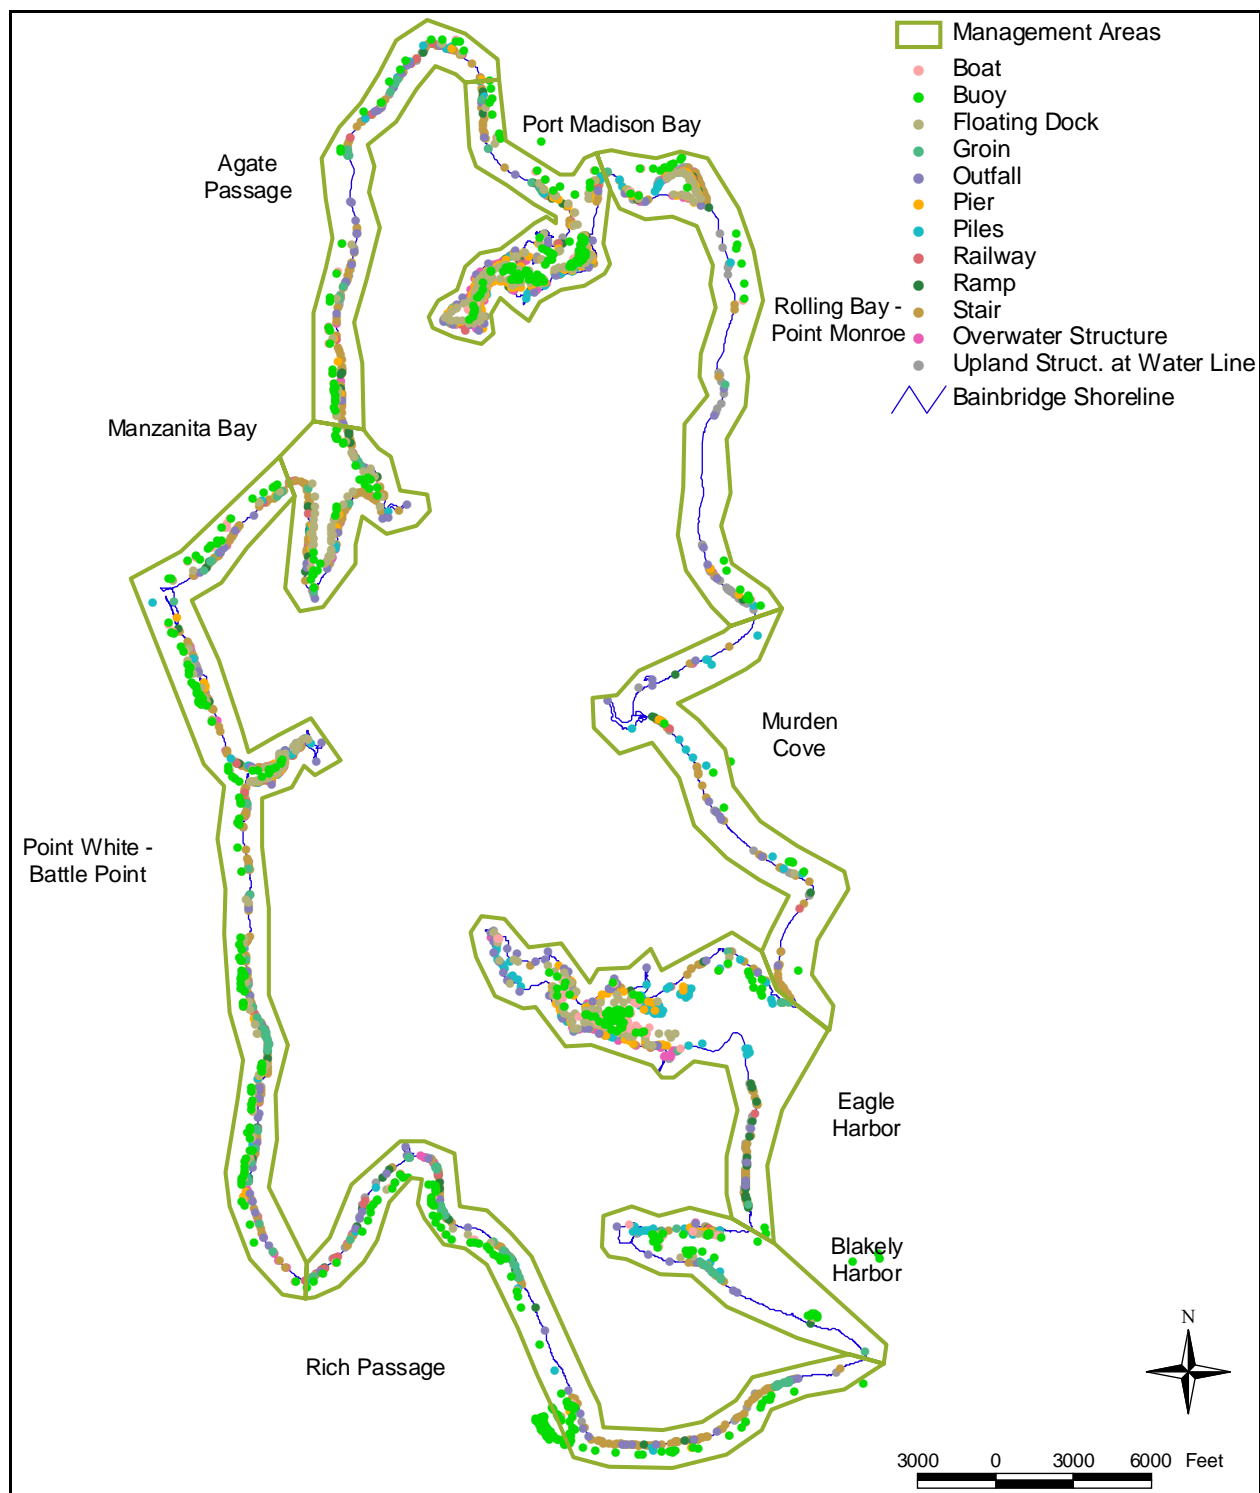 Management Areas
Boat
Buoy
Floating Dock
Groin
Outfall
Pier
Piles
Railway
Ramp
Stair
Overwater Structure
Upland Struct. at Water Line
Bainbridge Shoreline
Port Madison Bay
Agate
Passage
Rolling Bay -
Point Monroe
Manzanita Bay
Murden
Cove
Point White -
Battle Point
Eagle
Harbor
Blakely
Harbor
Rich Passage
N
3000 0 3000 6000 Feet